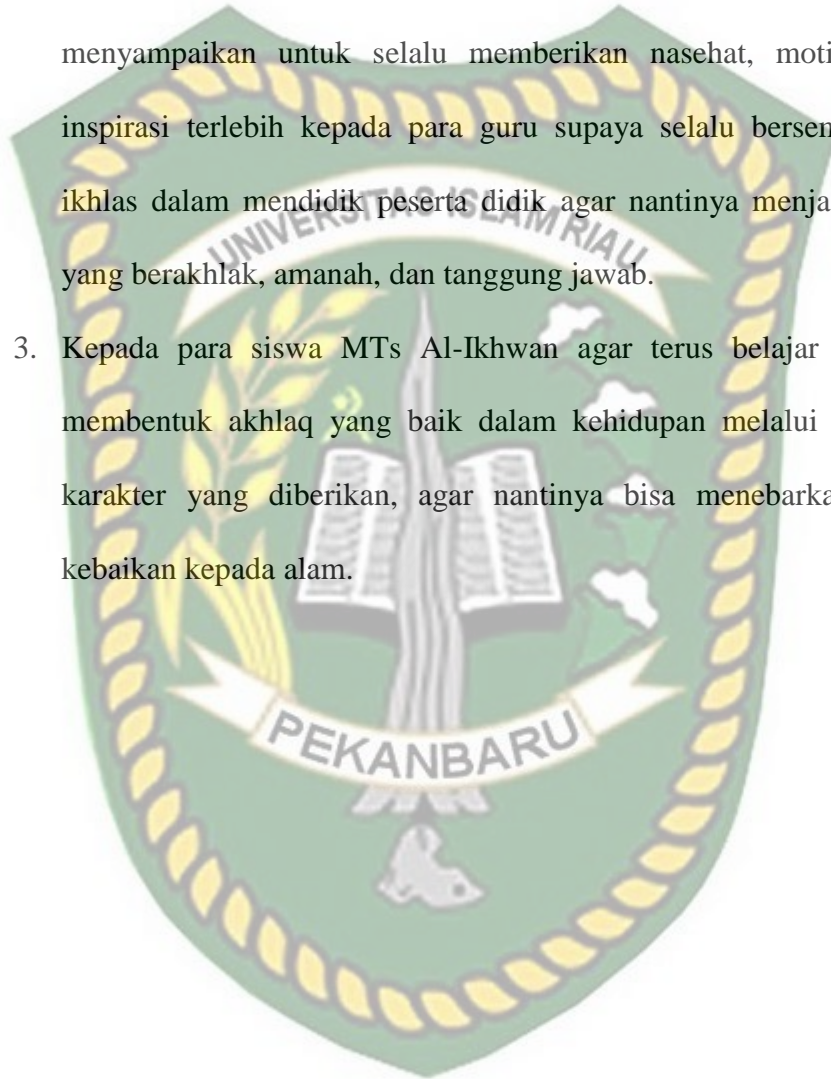 menyampaikan untuk selalu memberikan nasehat, moti
inspirasi terlebih kepada para guru supaya selalu bersem
ikhlas dalam mendidik peserta didik agar nantinya menja
UNIVERSITAS ISLAM RIAU
yang berakhlak, amanah, dan tanggung jawab.
3. Kepada para siswa MTs Al-Ikhwan agar terus belajar
membentuk akhlaq yang baik dalam kehidupan melalui
karakter yang diberikan, agar nantinya bisa menebarka
kebaikan kepada alam.
PEKANBARU